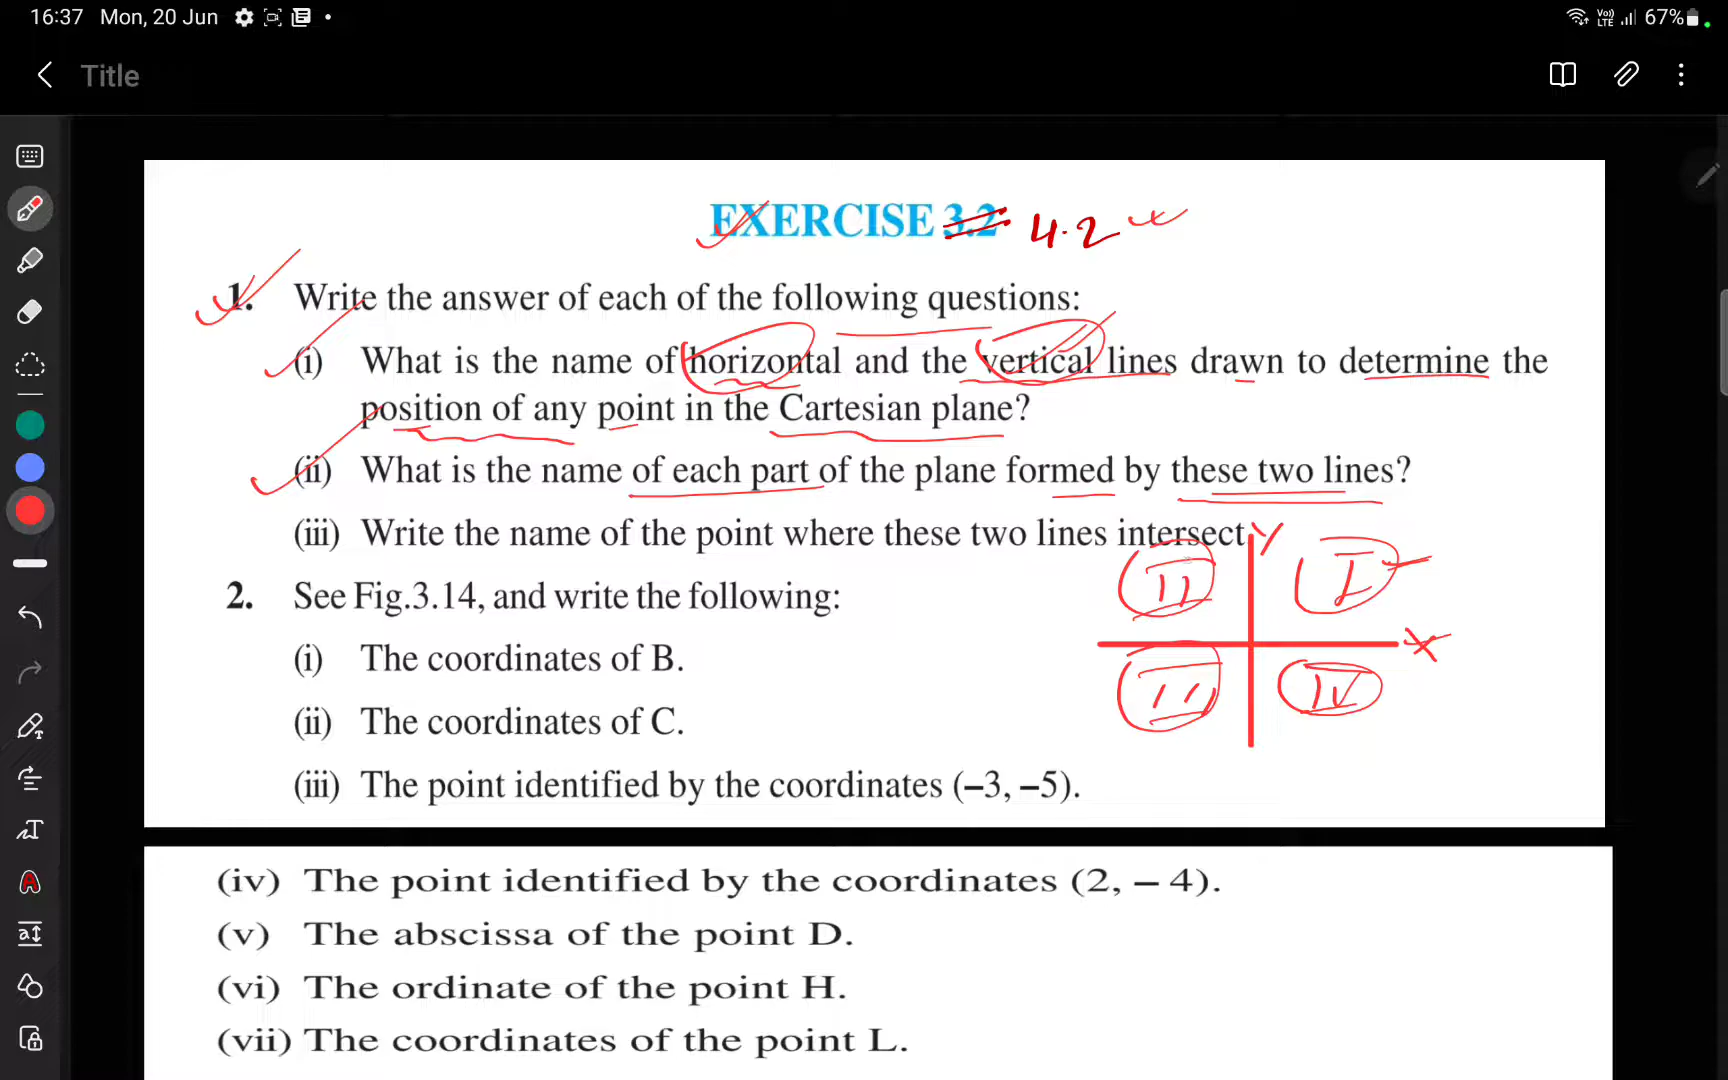 16:37 Mon, 20 Jun
Vo)) LTE 67%
Title
EXERCISE 3.2 4.2
1. Write the answer of each of the following questions:
(i) What is the name of horizontal and the vertical lines drawn to determine the
position of any point in the Cartesian plane?
(ii) What is the name of each part of the plane formed by these two lines?
(iii) Write the name of the point where these two lines intersect
Y
II I
X
III IV
2. See Fig.3.14, and write the following:
(i) The coordinates of B.
(ii) The coordinates of C.
(iii) The point identified by the coordinates (–3, –5).
(iv) The point identified by the coordinates (2, – 4).
(v) The abscissa of the point D.
(vi) The ordinate of the point H.
(vii) The coordinates of the point L.